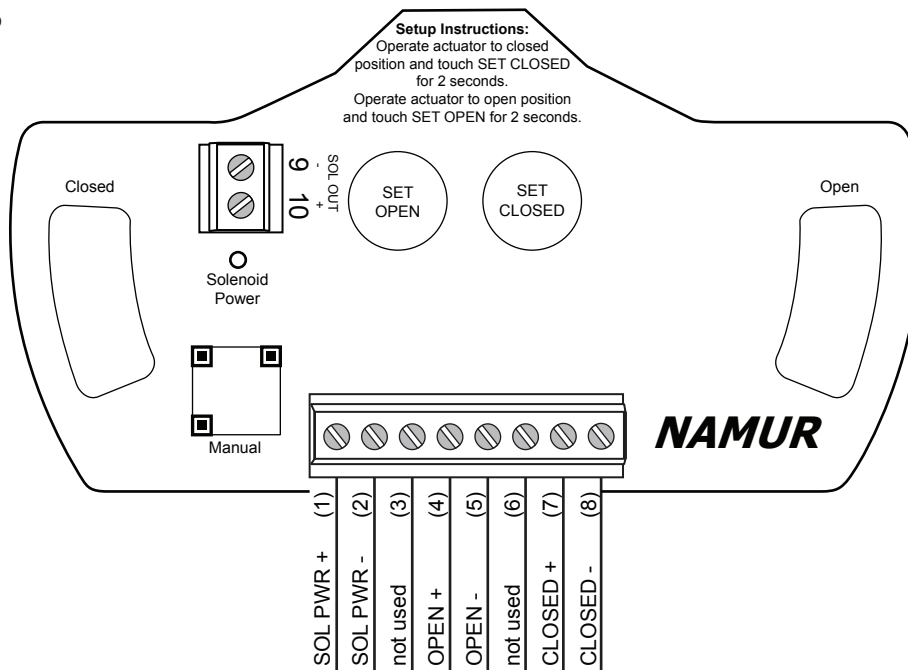 Setup Instructions:
Operate actuator to closed
position and touch SET CLOSED
for 2 seconds.
Operate actuator to open position
and touch SET OPEN for 2 seconds.
Closed
9 -
10 +
SOL OUT
SET
OPEN
SET
CLOSED
Open
Solenoid
Power
Manual
NAMUR
SOL PWR + (1)
SOL PWR - (2)
not used (3)
OPEN + (4)
OPEN - (5)
not used (6)
CLOSED + (7)
CLOSED - (8)